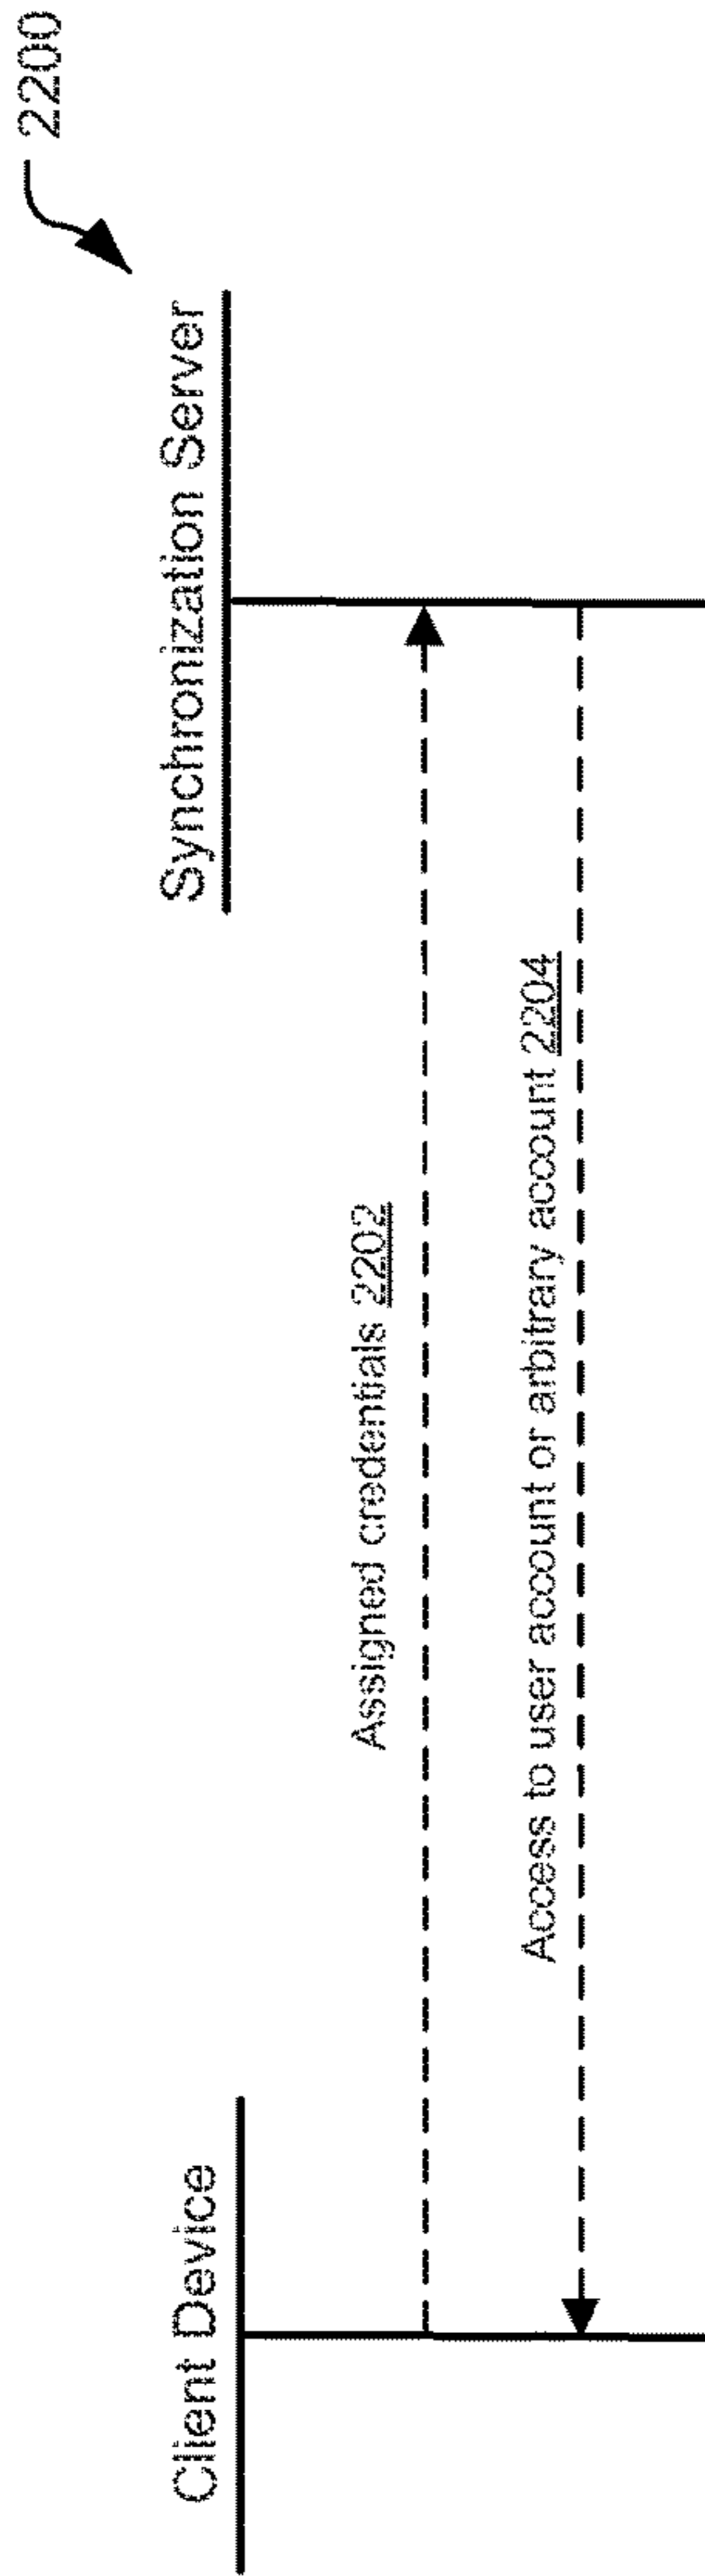 2200
Client Device
Synchronization Server
Assigned credentials 2202
Access to user account or arbitrary account 2204